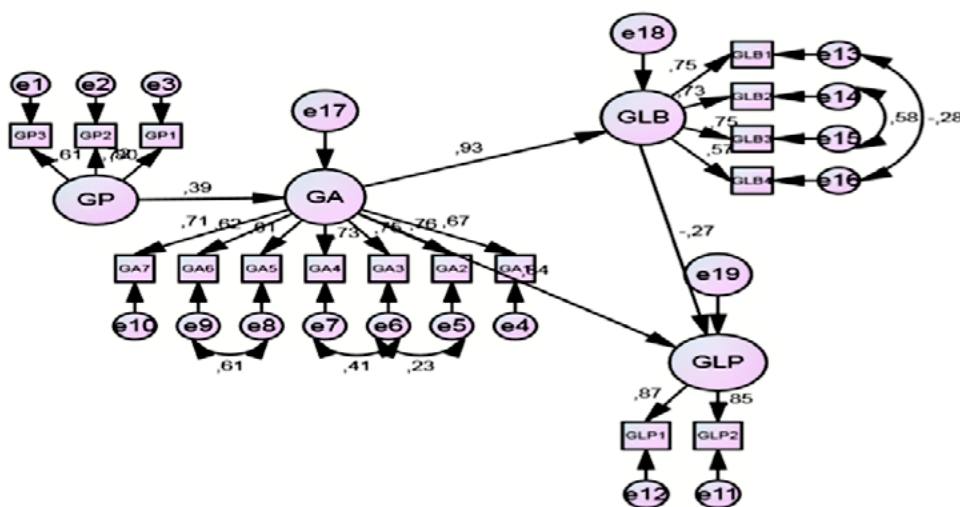 e18
e13
GLB1
,75
e1
e2
e3
,73
GLB2
e14
e17
GLB
,58
-,28
GP3
GP2
GP1
,75
GLB3
e15
,93
,57
,61
GLB4
e16
GP
,39
GA
,71
,62
,73
,75
,76
,67
-,27
GA7
GA6
GA5
GA4
GA3
GA2
e19
e10
e9
e8
e7
e6
e5
e4
,61
,41
,23
GLP
,87
,85
GLP1
GLP2
e12
e11